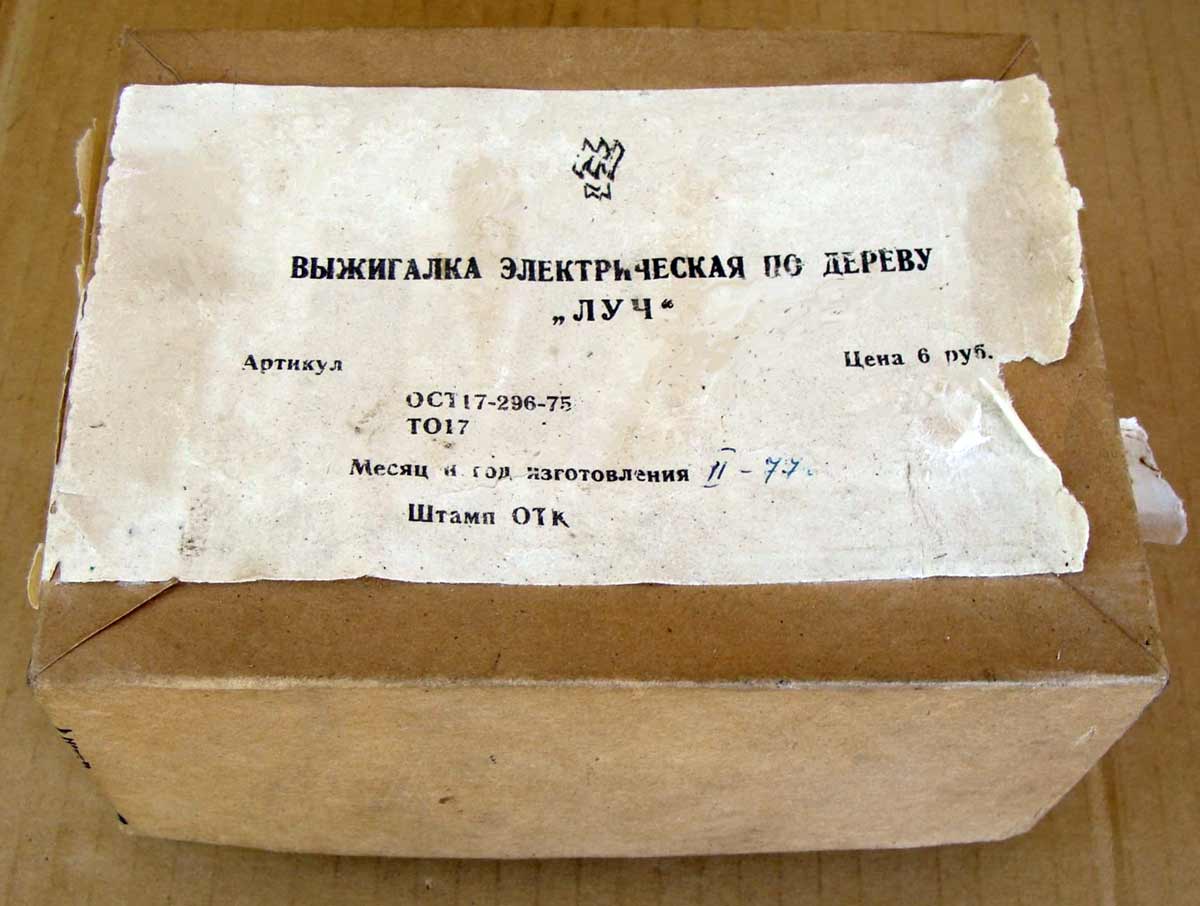 ВЫЖИГАЛКА ЭЛЕКТРИЧЕСКАЯ ПО ДЕРЕВУ
„ЛУЧ“
Артикул Цена 6 руб.
ОСТ17-296-75
ТО17
Месяц и год изготовления II - 77.
Штамп ОТК